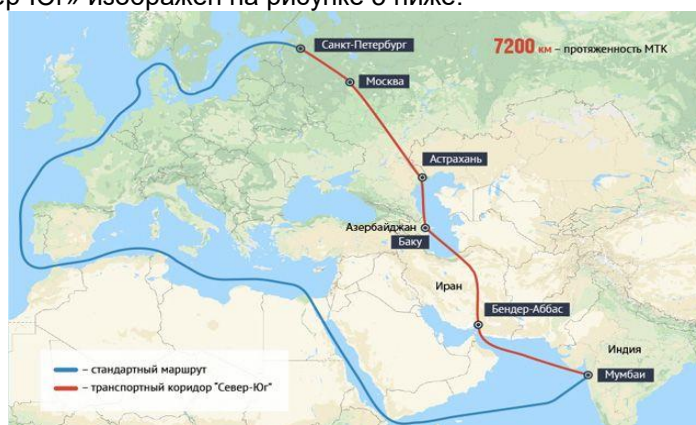 ер-Юг» изображен на рисунке
ниже.
Санкт-Петербург
7200 км – протяженность МТК
Москва
Астрахань
Азербайджан
Баку
Иран
Бендер-Аббас
Индия
Мумбаи
– стандартный маршрут
– транспортный коридор "Север-Юг"